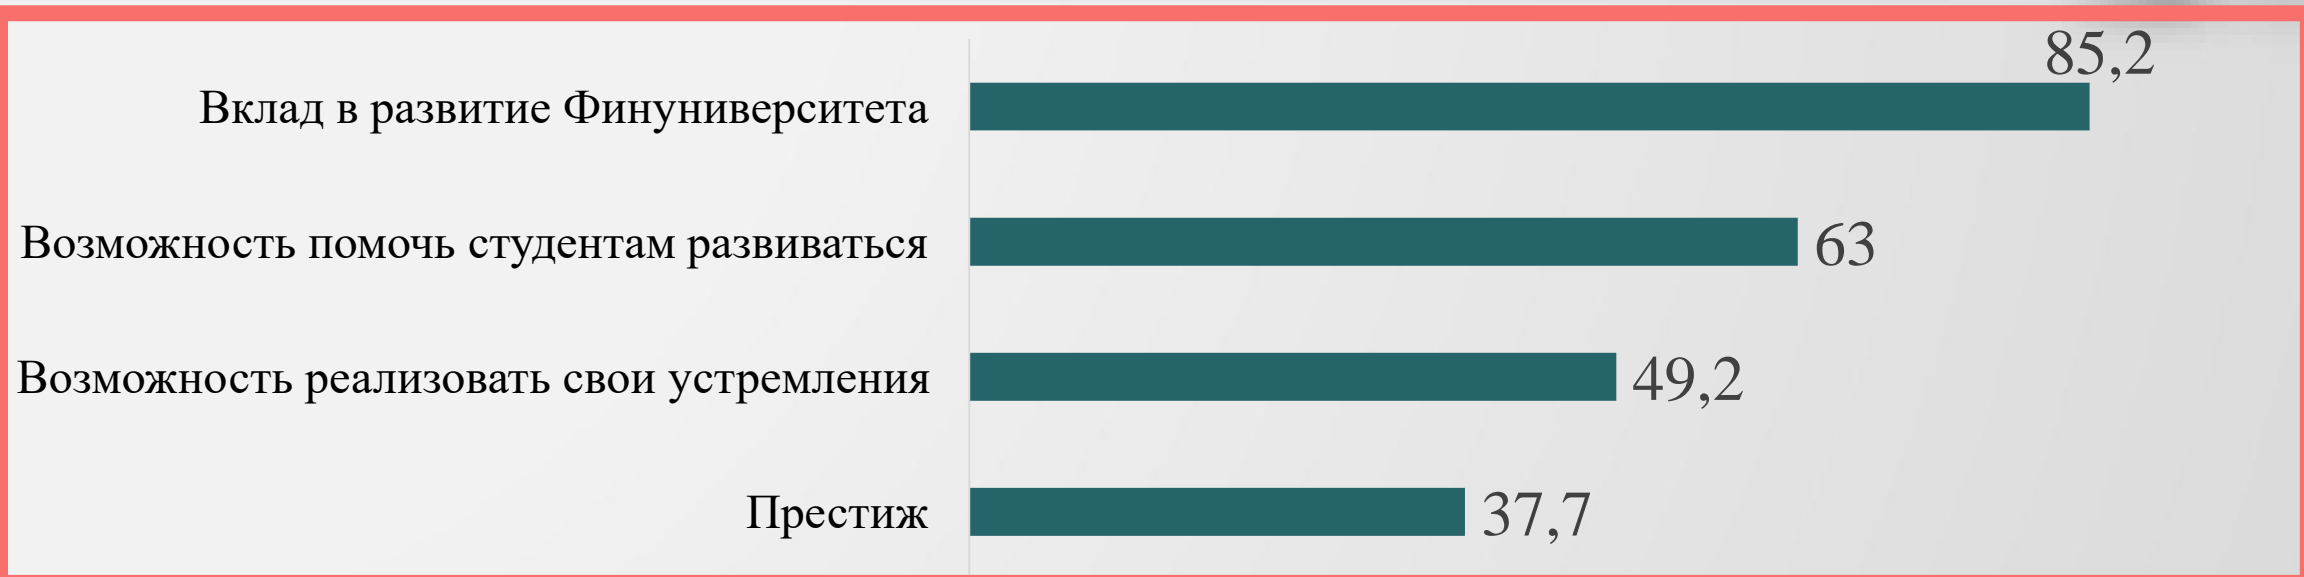 85,2
Вклад в развитие Финуниверситета
Возможность помочь студентам развиваться 63
Возможность реализовать свои устремления 49,2
Престиж 37,7